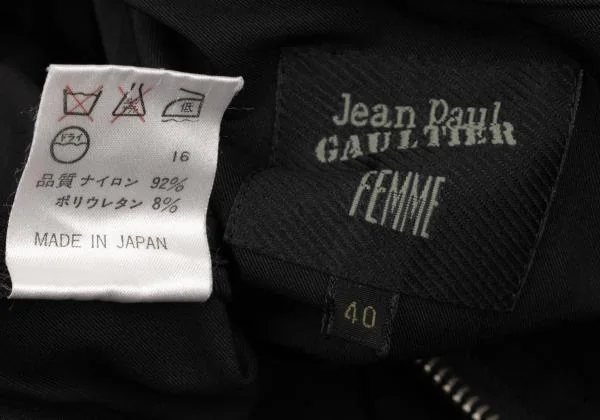 低
ドライ
16
品質 ナイロン 92%
ポリウレタン 8%
MADE IN JAPAN
Jean Paul
GAULTIER
FEMME
40